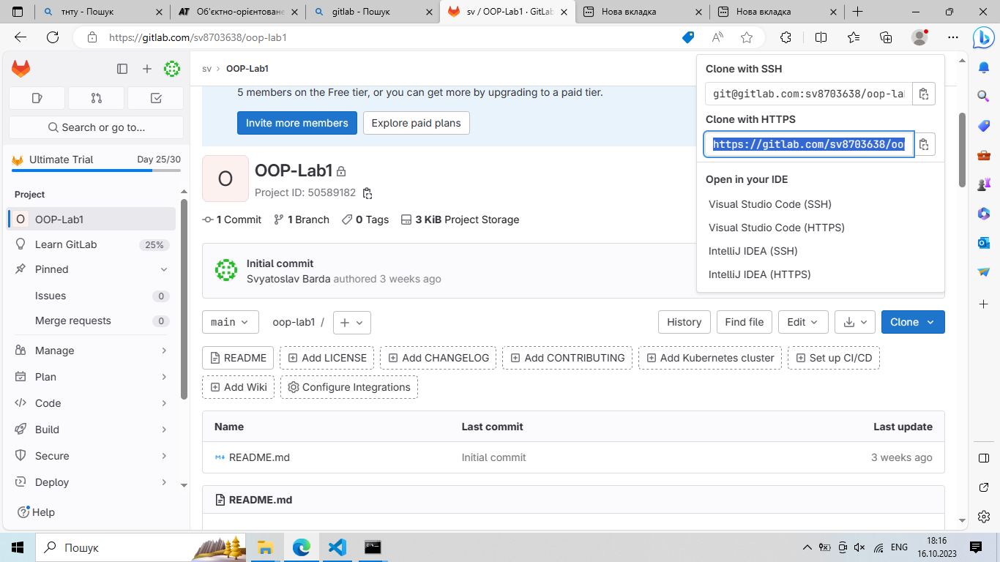 тнту - Пошук
Об'єктно-орієнтоване
gitlab - Пошук
sv / OOP-Lab1 · GitLab
Нова вкладка
Нова вкладка
https://gitlab.com/sv8703638/oop-lab1
sv › OOP-Lab1
Search or go to...
Ultimate Trial Day 25/30
Project
O OOP-Lab1
Learn GitLab 25%
Pinned
Issues 0
Merge requests 0
Manage
Plan
Code
Build
Secure
Deploy
Help
5 members on the Free tier, or you can get more by upgrading to a paid tier.
Invite more members
Explore paid plans
O
OOP-Lab1
Project ID: 50589182
1 Commit 1 Branch 0 Tags 3 KiB Project Storage
Initial commit
Svyatoslav Barda authored 3 weeks ago
Clone with SSH
git@gitlab.com:sv8703638/oop-la
Clone with HTTPS
https://gitlab.com/sv8703638/oo
Open in your IDE
Visual Studio Code (SSH)
Visual Studio Code (HTTPS)
IntelliJ IDEA (SSH)
IntelliJ IDEA (HTTPS)
main oop-lab1 / + History Find file Edit Clone
README Add LICENSE Add CHANGELOG Add CONTRIBUTING Add Kubernetes cluster Set up CI/CD
Add Wiki Configure Integrations
Name Last commit Last update
README.md Initial commit 3 weeks ago
README.md
Пошук
ENG
18:16
16.10.2023